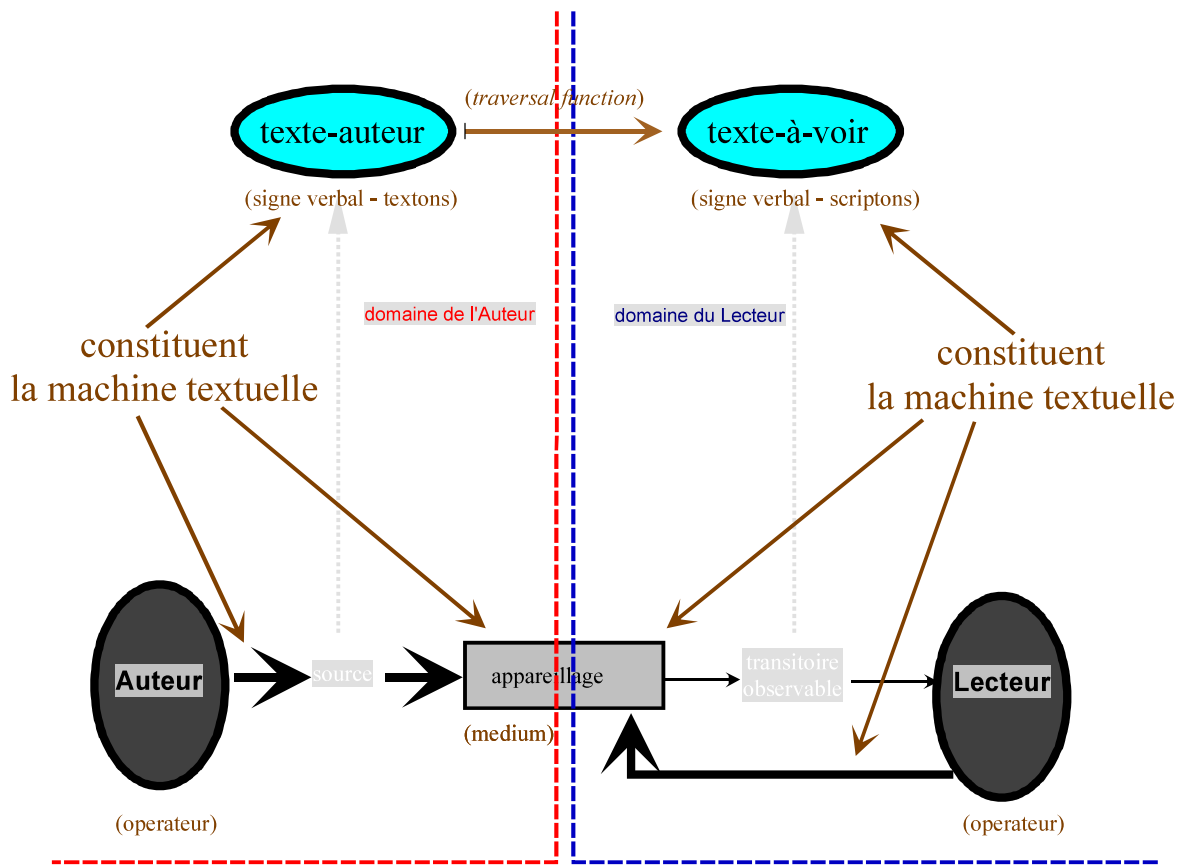 (traversal function)
texte-auteur
texte-à-voir
(signe verbal - textons)
(signe verbal - scriptons)
domaine de l'Auteur
domaine du Lecteur
constituent
la machine textuelle
constituent
la machine textuelle
Auteur
source
appareillage
transitoire
observable
Lecteur
(medium)
(operateur)
(operateur)